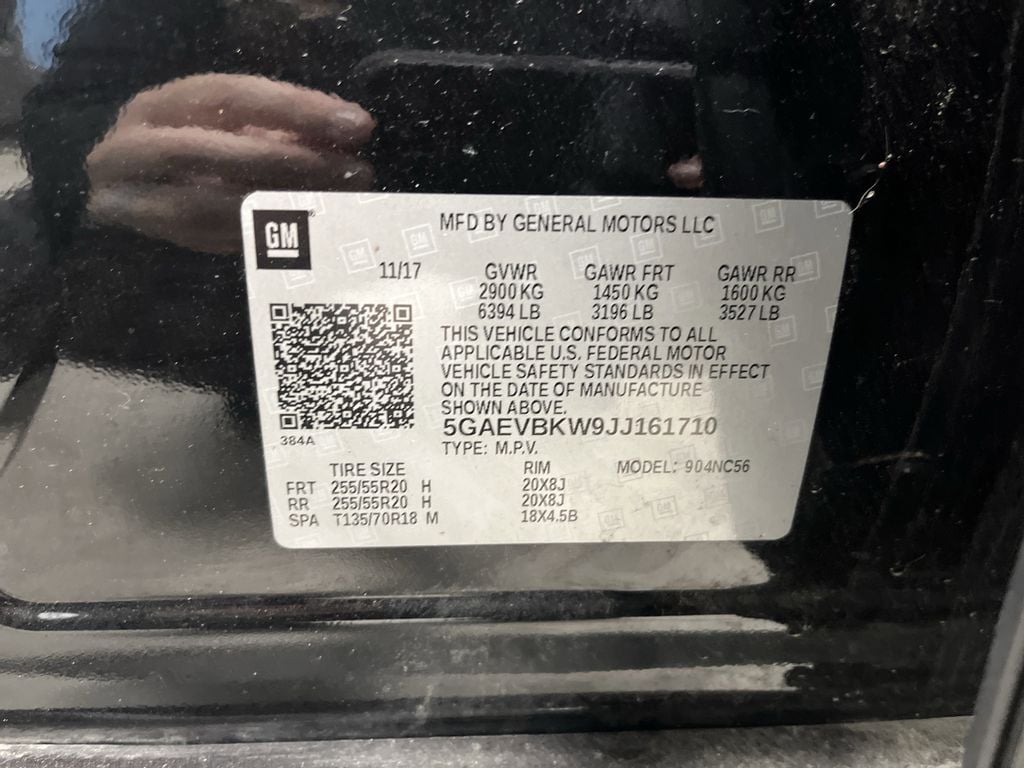 GM ®
MFD BY GENERAL MOTORS LLC
11/17 GVWR GAWR FRT GAWR RR
2900 KG 1450 KG 1600 KG
6394 LB 3196 LB 3527 LB
THIS VEHICLE CONFORMS TO ALL
APPLICABLE U.S. FEDERAL MOTOR
VEHICLE SAFETY STANDARDS IN EFFECT
ON THE DATE OF MANUFACTURE
SHOWN ABOVE.
5GAEVBKW9JJ161710
384A
TYPE: M.P.V.
TIRE SIZE RIM MODEL: 904NC56
FRT 255/55R20 H 20X8J
RR 255/55R20 H 20X8J
SPA T135/70R18 M 18X4.5B